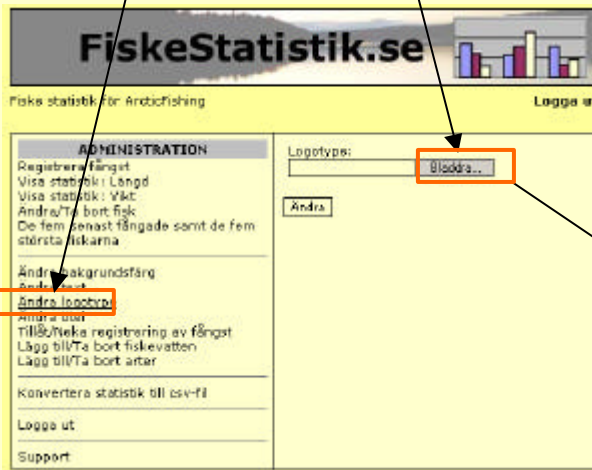 FiskeStatistik.se
Fiske statistik för ArcticFishing
Logga u
ADMINISTRATION
Registrera fångst
Visa statistik: Längd
Visa statistik: Vikt
Ändra/Ta bort fisk
De fem senast fångade samt de fem
största fiskarna
Ändra bakgrundsfärg
Ändra text
Ändra logotype
Ändra
Tillåt/Neka registrering av fångst
Lägg till/Ta bort fiskevatten
Lägg till/Ta bort arter
Konvertera statistik till csv-fil
Logga ut
Support
Logotype:
Bläddra...
Ändra